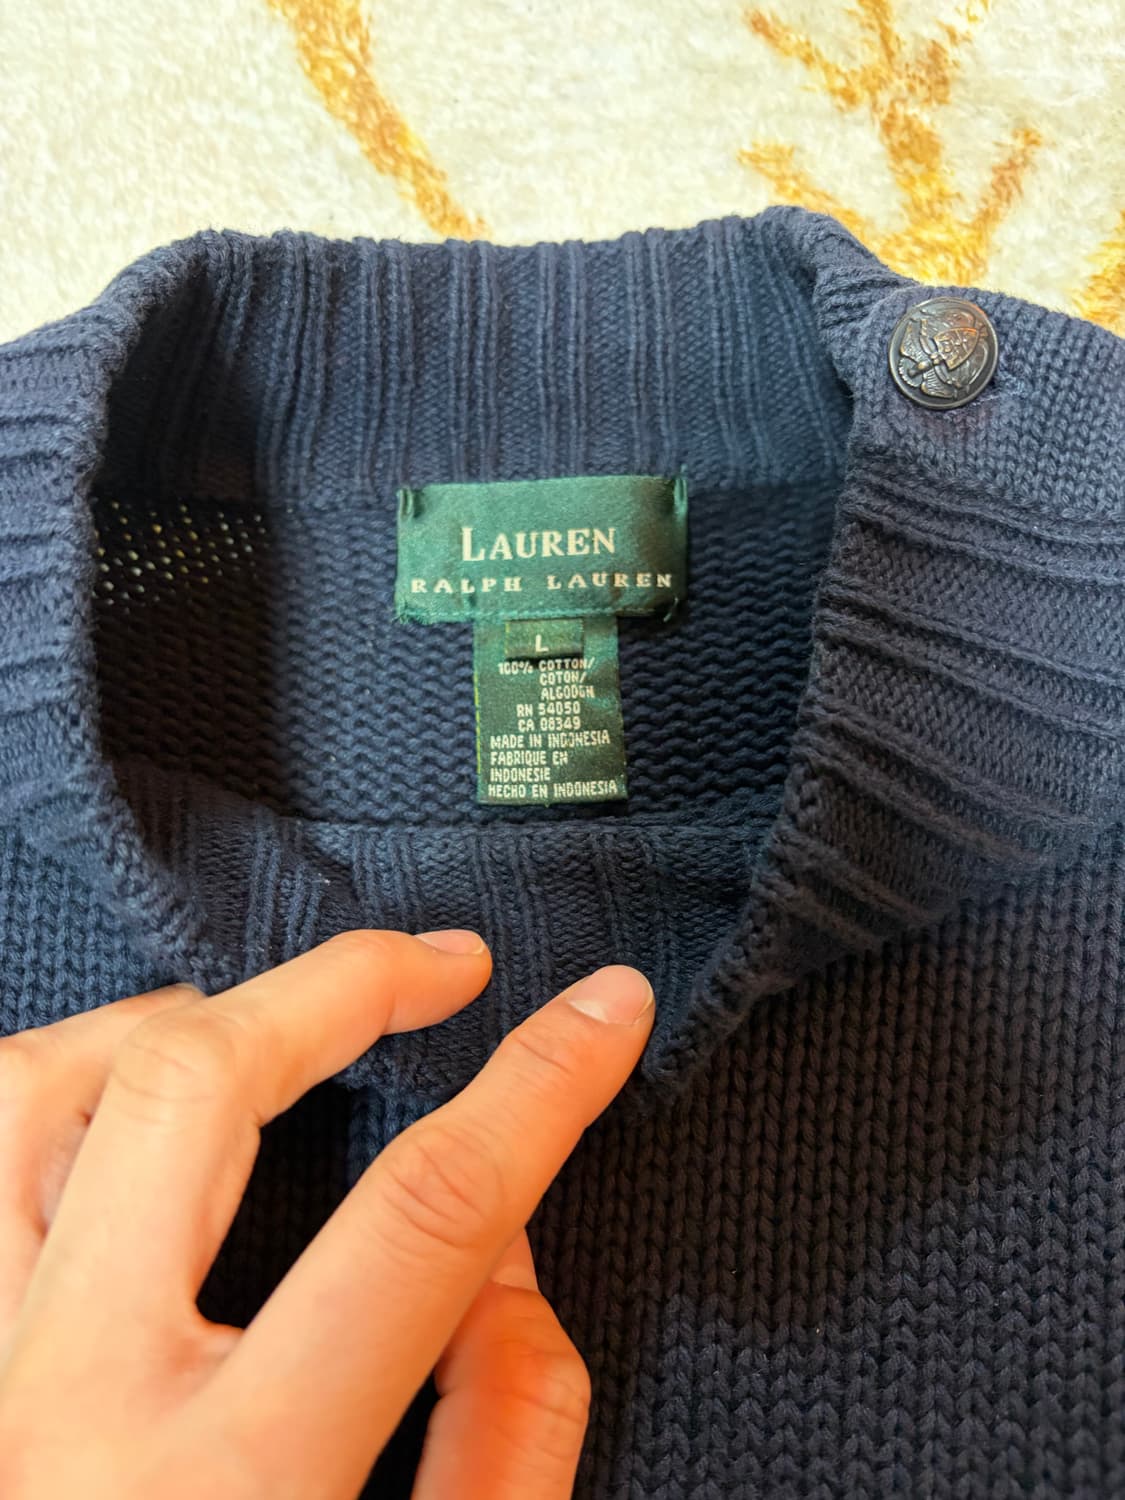 LAUREN
RALPH LAUREN
L
100% COTTON/
COTON/
ALGODON
RN 54050
CA 08349
MADE IN INDONESIA
FABRIQUE EN
INDONESIE
HECHO EN INDONESIA